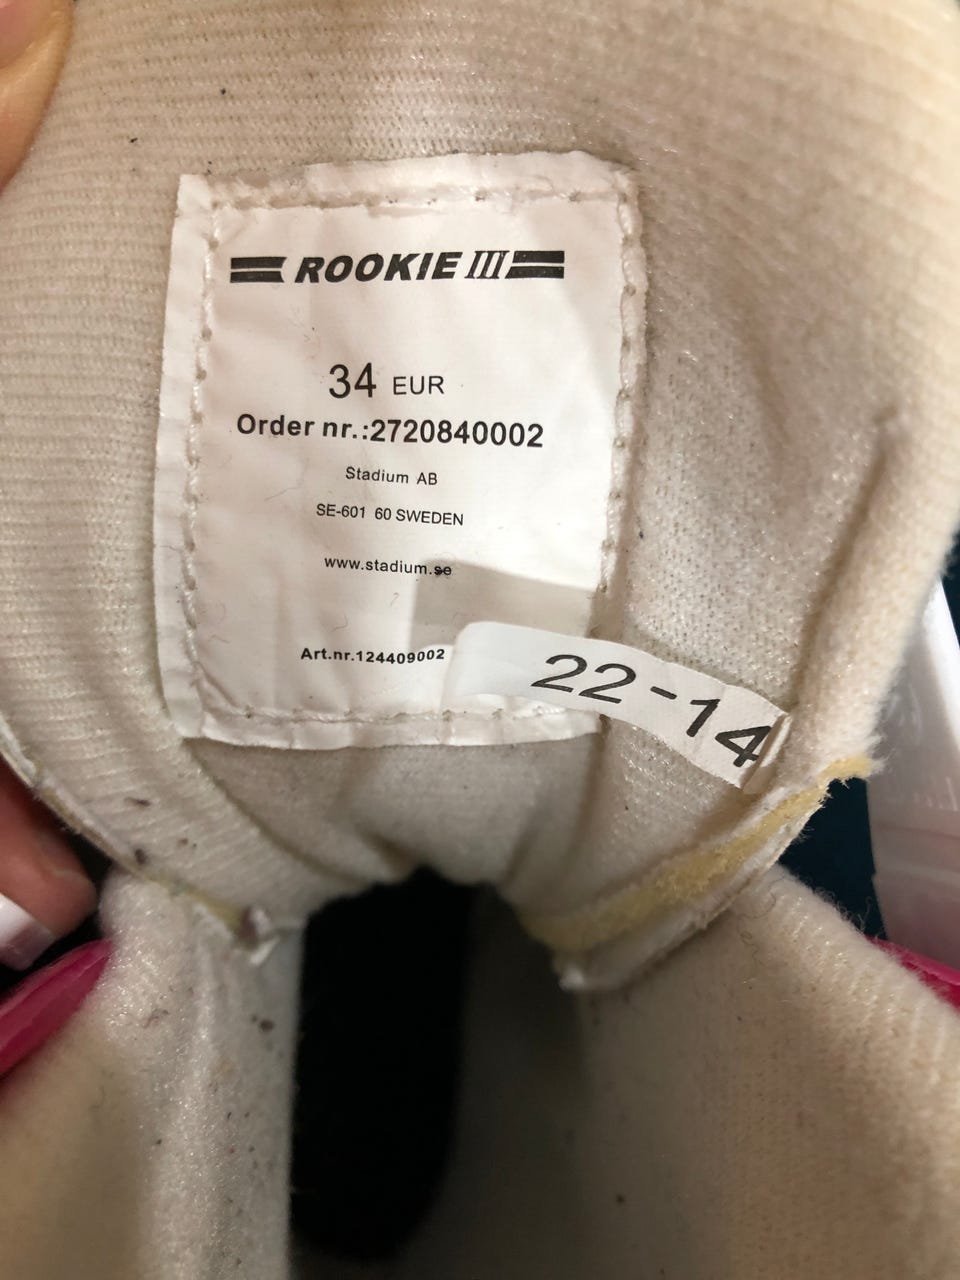 ROOKIE III
34 EUR
Order nr.:2720840002
Stadium AB
SE-601 60 SWEDEN
www.stadium.se
Art.nr.124409002
22-14